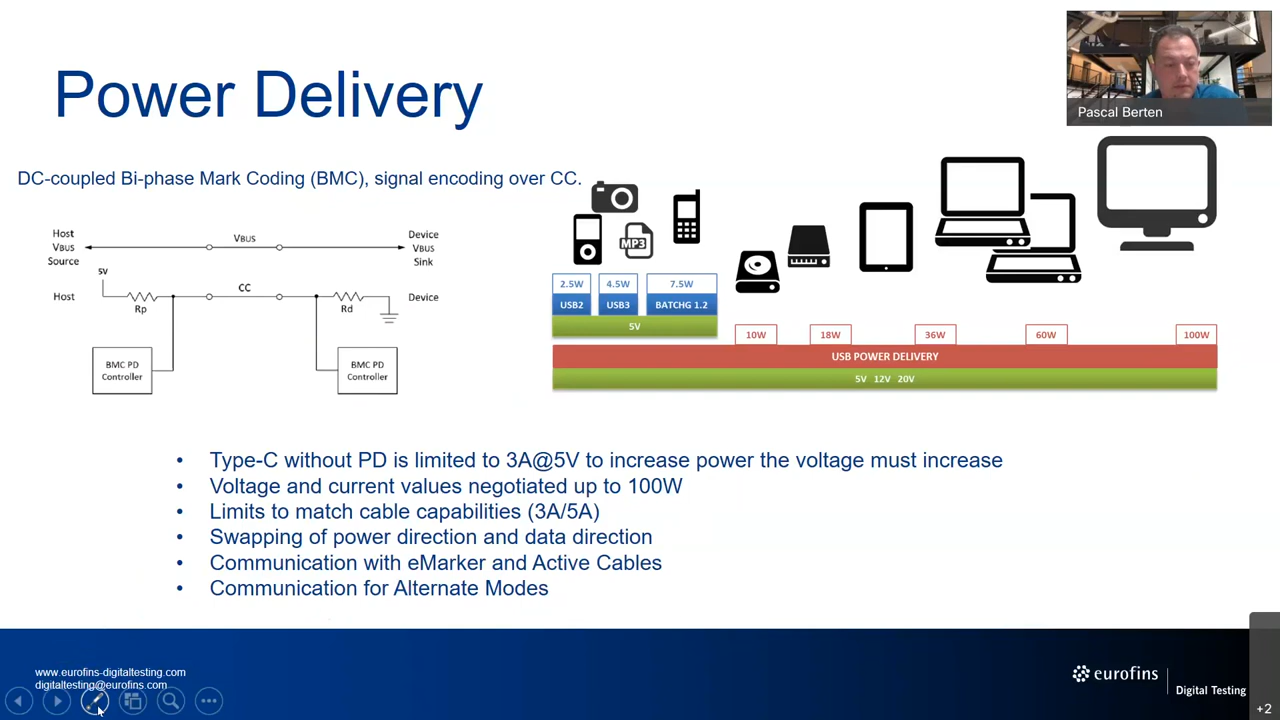 Power Delivery
Pascal Berten
DC-coupled Bi-phase Mark Coding (BMC), signal encoding over CC.
Host
VBUS
Source
VBUS
Device
VBUS
Sink
5V
Host
Rp
CC
Rd
Device
BMC PD
Controller
BMC PD
Controller
MP3
2.5W
4.5W
7.5W
USB2
USB3
BATCHG 1.2
5V
10W
18W
36W
60W
100W
USB POWER DELIVERY
5V 12V 20V
• Type-C without PD is limited to 3A@5V to increase power the voltage must increase
• Voltage and current values negotiated up to 100W
• Limits to match cable capabilities (3A/5A)
• Swapping of power direction and data direction
• Communication with eMarker and Active Cables
• Communication for Alternate Modes
www.eurofins-digitaltesting.com
digitaltesting@eurofins.com
eurofins
Digital Testing
+2